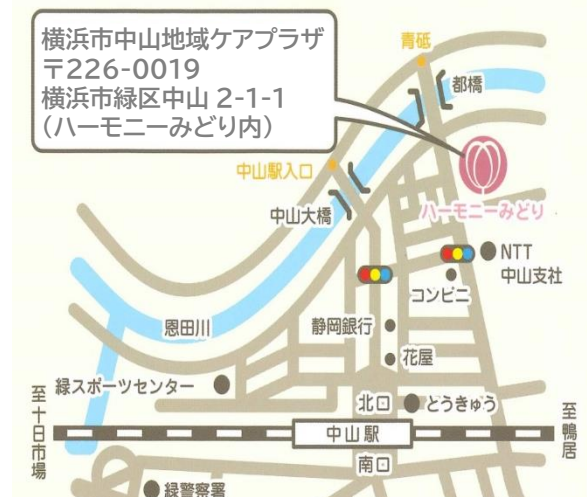 横浜市中山地域ケアプラザ
〒226-0019
横浜市緑区中山 2-1-1
（ハーモニーみどり内）
青砥
都橋
中山駅入口
中山大橋
ハーモニーみどり
NTT
中山支社
コンビニ
恩田川
静岡銀行
花屋
緑スポーツセンター
北口
とうきゅう
至十日市場
中山駅
至鴨居
南口
緑警察署